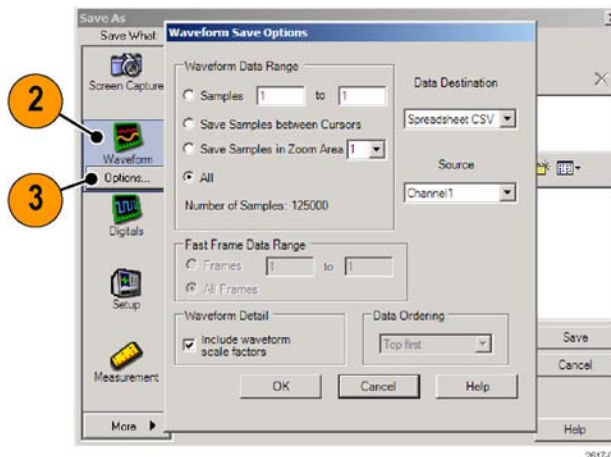 Save As
Save What:
Screen Capture
2
Waveform
3
Options...
Digitals
Setup
Measurement
More
Waveform Save Options
Waveform Data Range
Samples 1 to 1
Save Samples between Cursors
Save Samples in Zoom Area 1
All
Number of Samples: 125000
Data Destination
Spreadsheet CSV
Source
Channel1
Fast Frame Data Range
Frames 1 to 1
All Frames
Waveform Detail
Include waveform
scale factors
Data Ordering
Top first
OK
Cancel
Help
Save
Cancel
Help